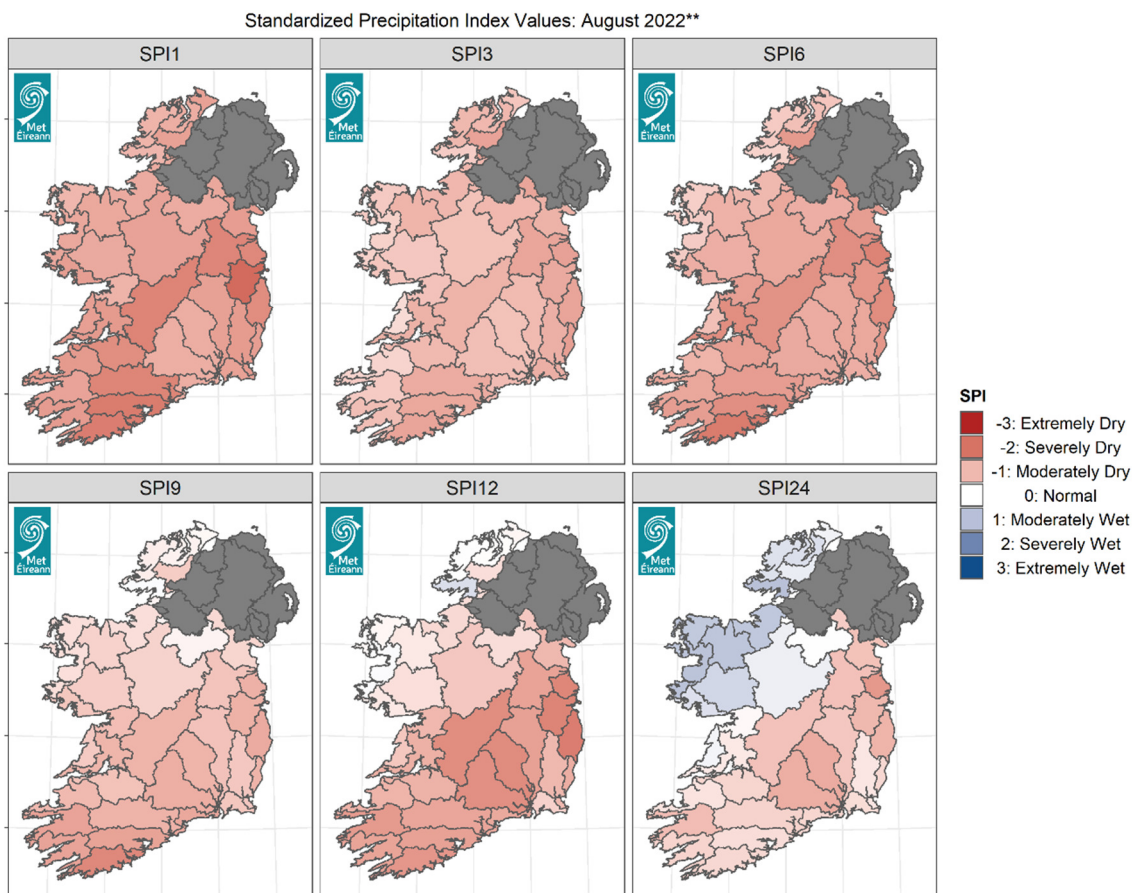 Standardized Precipitation Index Values: August 2022**
SPI1
SPI3
SPI6
Met
Éireann
Met
Éireann
Met
Éireann
SPI
-3: Extremely Dry
-2: Severely Dry
-1: Moderately Dry
0: Normal
1: Moderately Wet
2: Severely Wet
3: Extremely Wet
SPI9
SPI12
SPI24
Met
Éireann
Met
Éireann
Met
Éireann